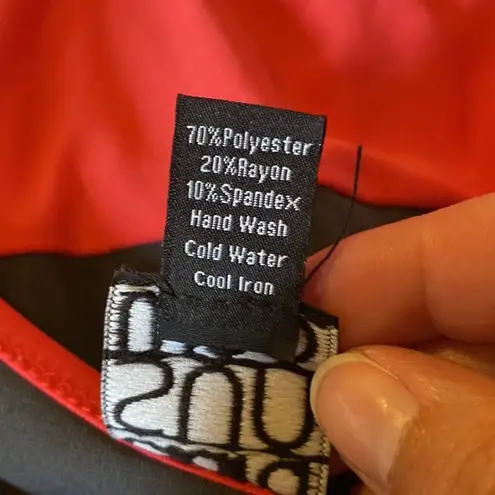 70%Polyester
20%Rayon
10%Spandex
Hand Wash
Cold Water
Cool Iron